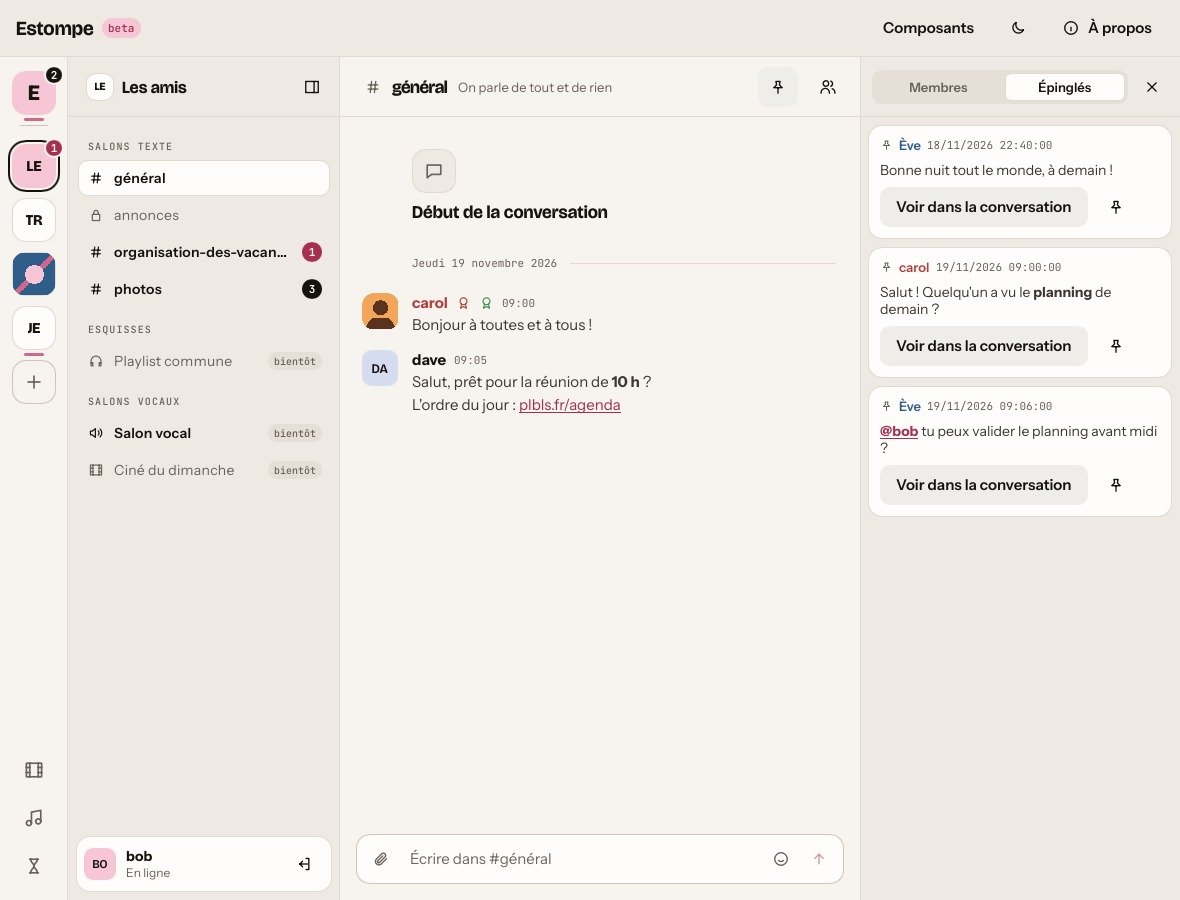 Estompe beta
Composants
À propos
E 2
LE 1
TR
JE
LE Les amis
SALONS TEXTE
# général
annonces
# organisation-des-vacan... 1
# photos 3
ESQUISSES
Playlist commune bientôt
SALONS VOCAUX
Salon vocal bientôt
Ciné du dimanche bientôt
BO bob
En ligne
# général On parle de tout et de rien
Début de la conversation
Jeudi 19 novembre 2026
carol 09:00
Bonjour à toutes et à tous !
DA dave 09:05
Salut, prêt pour la réunion de 10 h ?
L'ordre du jour : plbls.fr/agenda
Écrire dans #général
Membres Épinglés
Ève 18/11/2026 22:40:00
Bonne nuit tout le monde, à demain !
Voir dans la conversation
carol 19/11/2026 09:00:00
Salut ! Quelqu'un a vu le planning de
demain ?
Voir dans la conversation
Ève 19/11/2026 09:06:00
@bob tu peux valider le planning avant midi
?
Voir dans la conversation